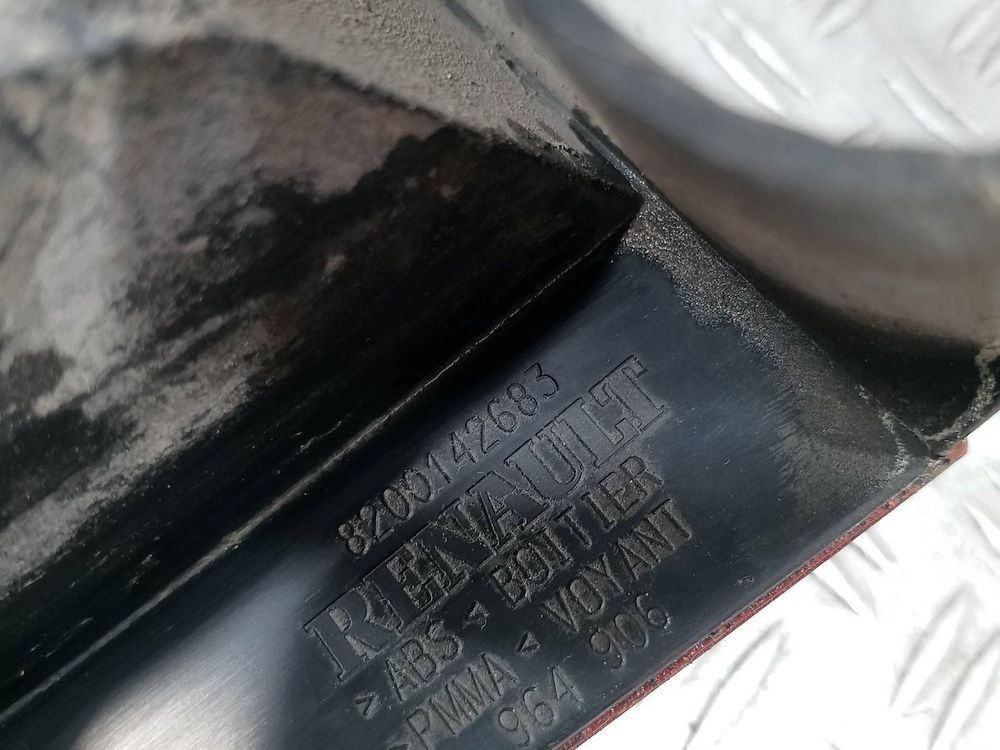 8200142683
RENAULT
>ABS< BOITIER
>PMMA< VOYANT
964 906